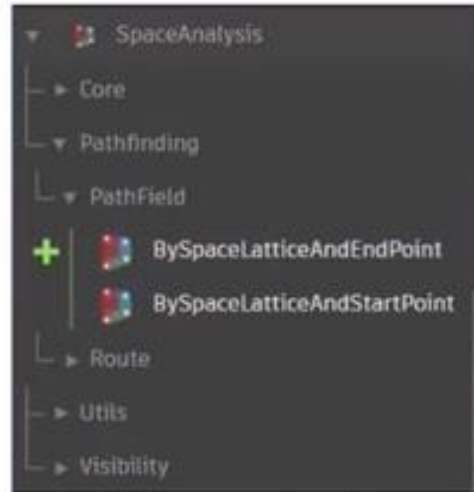 SpaceAnalysis
Core
Pathfinding
PathField
BySpaceLatticeAndEndPoint
BySpaceLatticeAndStartPoint
Route
Utils
Visibility